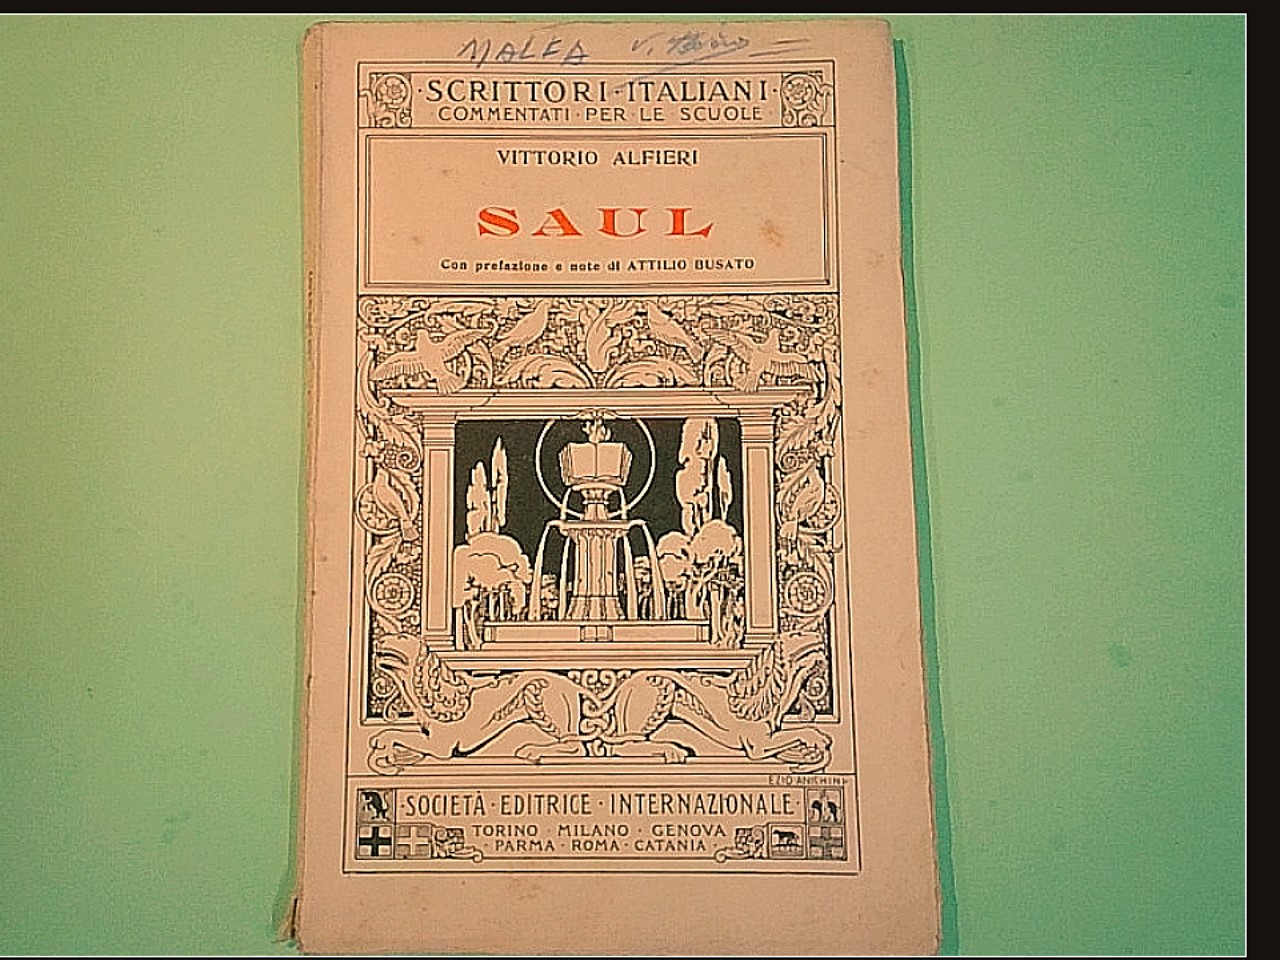 MALFA
·SCRITTORI·ITALIANI·
COMMENTATI·PER·LE SCUOLE
VITTORIO ALFIERI
SAUL
Con prefazione e note di ATTILIO BUSATO
EZIO ANICHINI
·SOCIETÀ·EDITRICE·INTERNAZIONALE·
TORINO·MILANO·GENOVA
·PARMA·ROMA·CATANIA·